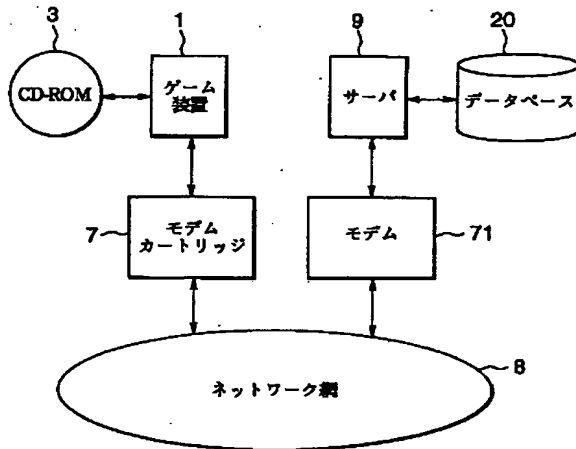 3
1
9
20
CD-ROM
ゲーム
装置
サーバ
データベース
7
モデム
カートリッジ
モデム
71
8
ネットワーク網